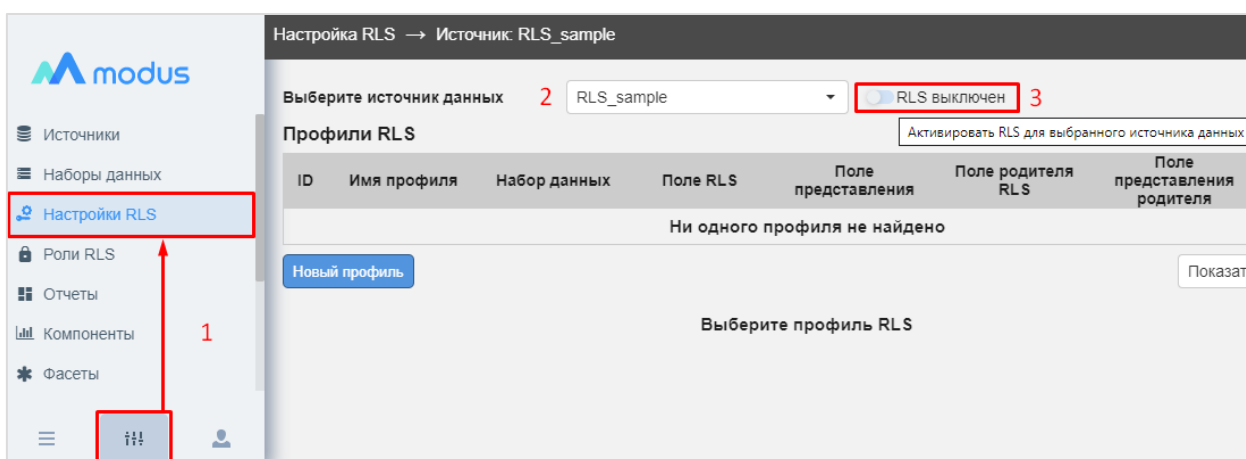 modus
Источники
Наборы данных
Настройки RLS
Роли RLS
Отчеты
Компоненты
Фасеты
1
Настройка RLS → Источник: RLS_sample
Выберите источник данных 2 RLS_sample RLS выключен 3
Активировать RLS для выбранного источника данных
Профили RLS
ID Имя профиля Набор данных Поле RLS Поле представления Поле родителя RLS Поле представления родителя
Ни одного профиля не найдено
Новый профиль Показат
Выберите профиль RLS